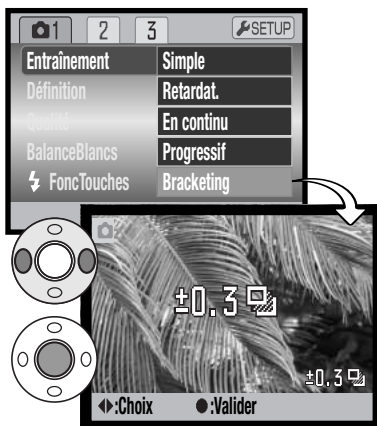 1 2 3 SETUP
Entraînement Simple
Définition Retardat.
Qualité En continu
BalanceBlancs Progressif
FoncTouches Bracketing
±0.3
±0.3
:Choix :Valider